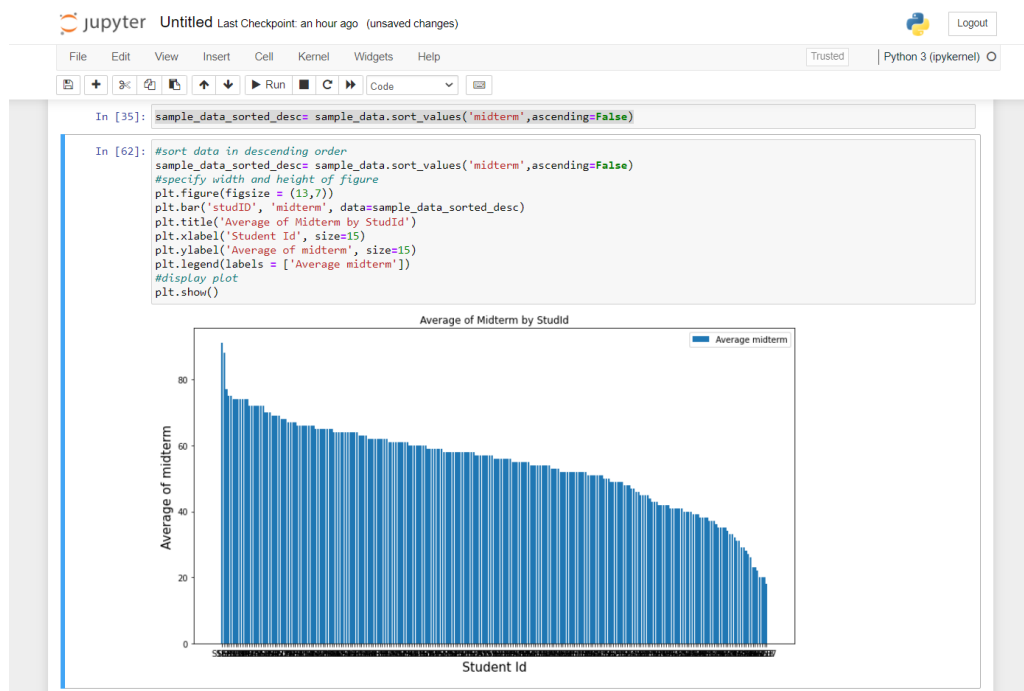 jupyter Untitled Last Checkpoint: an hour ago (unsaved changes)
Logout
File Edit View Insert Cell Kernel Widgets Help
Trusted
Python 3 (ipykernel)
Run
Code
In [35]: sample_data_sorted_desc= sample_data.sort_values('midterm',ascending=False)
In [62]: #sort data in descending order
sample_data_sorted_desc= sample_data.sort_values('midterm',ascending=False)
#specify width and height of figure
plt.figure(figsize = (13,7))
plt.bar('studID', 'midterm', data=sample_data_sorted_desc)
plt.title('Average of Midterm by StudId')
plt.xlabel('Student Id', size=15)
plt.ylabel('Average of midterm', size=15)
plt.legend(labels = ['Average midterm'])
#display plot
plt.show()
Average of Midterm by StudId
Average midterm
80
60
40
20
0
Average of midterm
Student Id